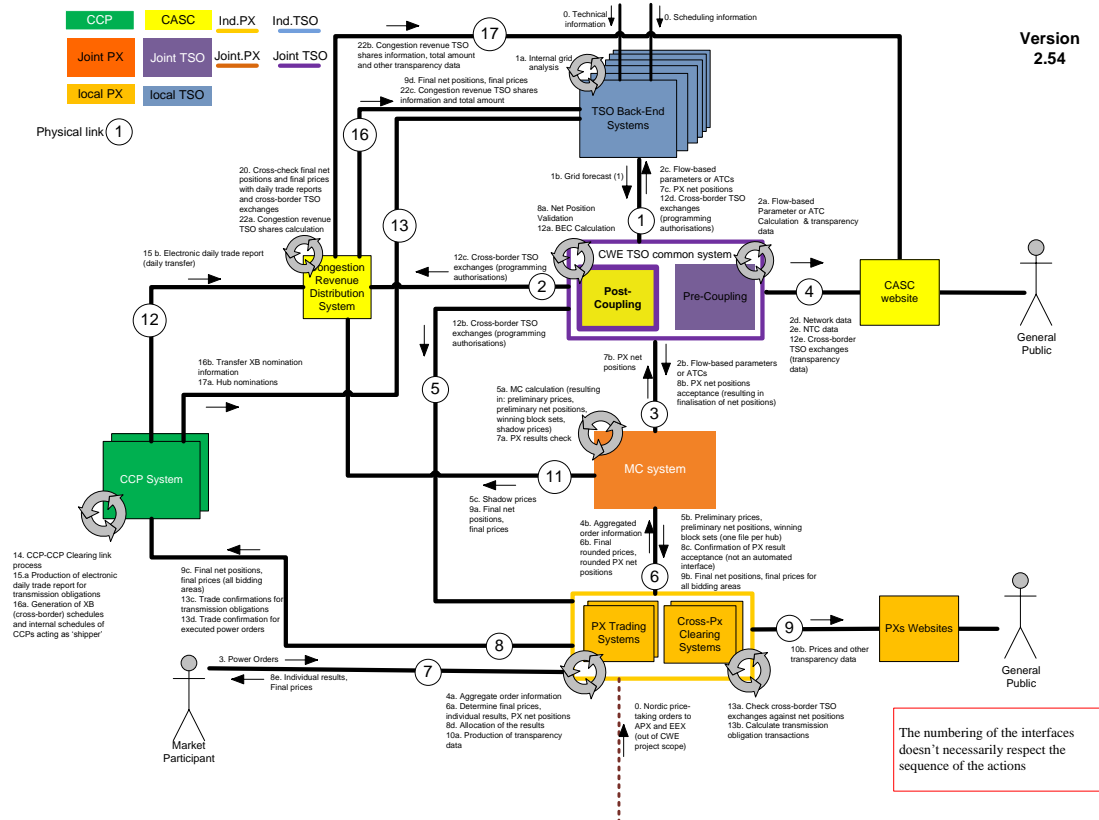 CCP
CASC
Ind.PX
Ind.TSO
Joint PX
Joint TSO
Joint.PX
Joint TSO
local PX
local TSO
Physical link 1
Version
2.54
0. Technical
information
0. Scheduling information
17
22b. Congestion revenue TSO
shares information, total amount
and other transparency data
1a. Internal grid
analysis
9d. Final net positions, final prices
22c. Congestion revenue TSO shares
information and total amount
TSO Back-End
Systems
16
20. Cross-check final net
positions and final prices
with daily trade reports
and cross-border TSO
exchanges
22a. Congestion revenue
TSO shares calculation
1b. Grid forecast (1)
2c. Flow-based
parameters or ATCs
7c. PX net positions
12d. Cross-border TSO
exchanges
(programming
authorisations)
2a. Flow-based
Parameter or ATC
Calculation & transparency
data
8a. Net Position
Validation
12a. BEC Calculation
1
13
15 b. Electronic daily trade report
(daily transfer)
12c. Cross-border TSO
exchanges (programming
authorisations)
CWE TSO common system
Congestion
Revenue
Distribution
System
2
Post-
Coupling
Pre-Coupling
4
CASC
website
General
Public
12
12b. Cross-border TSO
exchanges (programming
authorisations)
2d. Network data
2e. NTC data
12e. Cross-border
TSO exchanges
(transparency
data)
16b. Transfer XB nomination
information
17a. Hub nominations
7b. PX net
positions
2b. Flow-based parameters
or ATCs
8b. PX net positions
acceptance (resulting in
finalisation of net positions)
5
5a. MC calculation (resulting
in: preliminary prices,
preliminary net positions,
winning block sets,
shadow prices)
7a. PX results check
3
CCP System
11
MC system
5c. Shadow prices
9a. Final net
positions,
final prices
4b. Aggregated
order information
6b. Final
rounded prices,
rounded PX net
positions
5b. Preliminary prices,
preliminary net positions, winning
block sets (one file per hub)
8c. Confirmation of PX result
acceptance (not an automated
interface)
9b. Final net positions, final prices for
all bidding areas
6
14. CCP-CCP Clearing link
process
15.a Production of electronic
daily trade report for
transmission obligations
16a. Generation of XB
(cross-border) schedules
and internal schedules of
CCPs acting as ‘shipper’
9c. Final net positions,
final prices (all bidding
areas)
13c. Trade confirmations for
transmission obligations
13d. Trade confirmation for
executed power orders
PX Trading
Systems
Cross-Px
Clearing
Systems
9
PXs Websites
10b. Prices and other
transparency data
General
Public
8
3. Power Orders
7
8e. Individual results,
Final prices
Market
Participant
4a. Aggregate order information
6a. Determine final prices,
individual results, PX net positions
8d. Allocation of the results
10a. Production of transparency
data
0. Nordic price-
taking orders to
APX and EEX
(out of CWE
project scope)
13a. Check cross-border TSO
exchanges against net positions
13b. Calculate transmission
obligation transactions
The numbering of the interfaces
doesn’t necessarily respect the
sequence of the actions